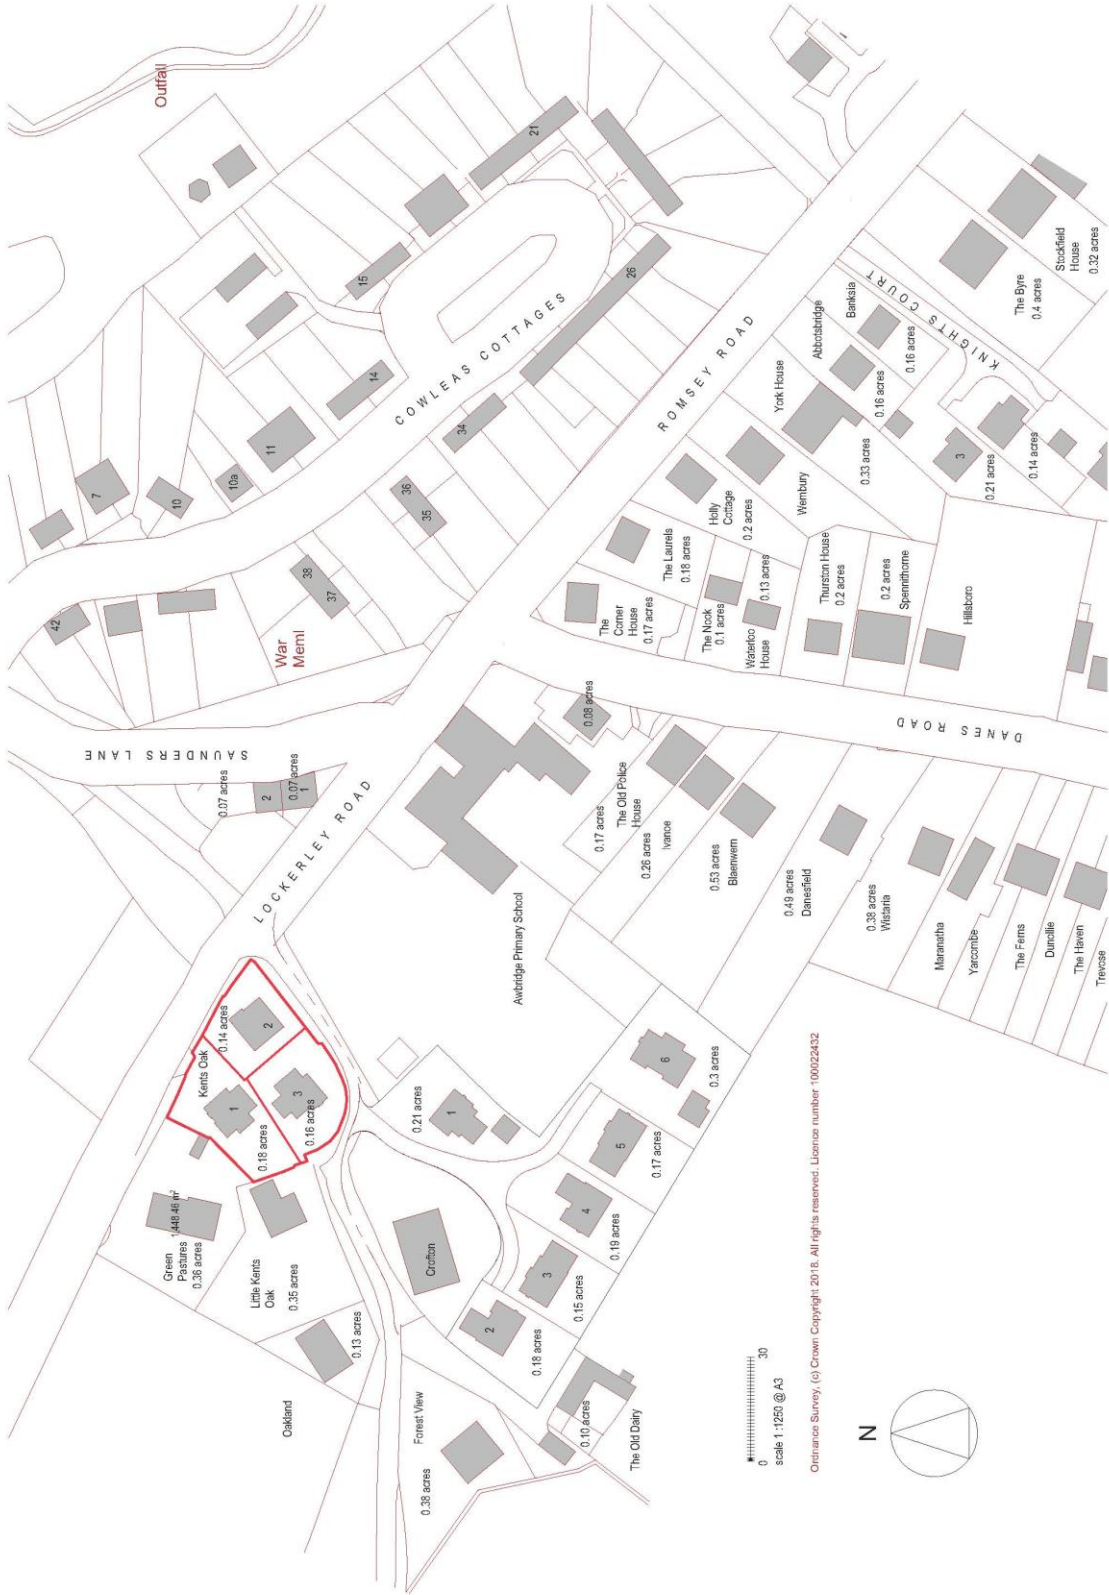 Outfall
21
15
26
COWLEAS COTTAGES
14
34
11
10a
10
7
36
35
38
37
42
War
Meml
SAUNDERS LANE
ROMSEY ROAD
LOCKERLEY ROAD
DANES ROAD
KNIGHTS COURT
Stockfield
House
0.32 acres
The Byre
0.4 acres
Banksia
0.16 acres
Abbotsbridge
0.16 acres
York House
0.33 acres
Wembury
Holly
Cottage
0.2 acres
The Laurels
0.18 acres
The
Corner
House
0.17 acres
The Nook
0.1 acres
0.13 acres
Waterloo
House
Thurston House
0.2 acres
0.2 acres
Spennithorne
Hillsboro
3
0.21 acres
0.14 acres
0.07 acres
2
0.07 acres
1
0.08 acres
0.17 acres
The Old Police
House
0.26 acres
Ivance
0.53 acres
Blaenwern
0.49 acres
Danesfield
0.38 acres
Wistaria
Maranatha
Yarcombe
The Ferns
Duncillie
The Haven
Trevose
Awbridge Primary School
0.14 acres
2
Kents Oak
1
0.18 acres
3
0.16 acres
Green
Pastures
1,448.46 m²
0.36 acres
Little Kents
Oak
0.35 acres
0.13 acres
Oakland
0.21 acres
1
Crofton
6
0.3 acres
5
0.17 acres
4
0.19 acres
3
0.15 acres
2
0.18 acres
Forest View
0.38 acres
0.10 acres
The Old Dairy
0
30
scale 1:1250 @ A3
Ordnance Survey, (c) Crown Copyright 2018. All rights reserved. Licence number 100022432
N